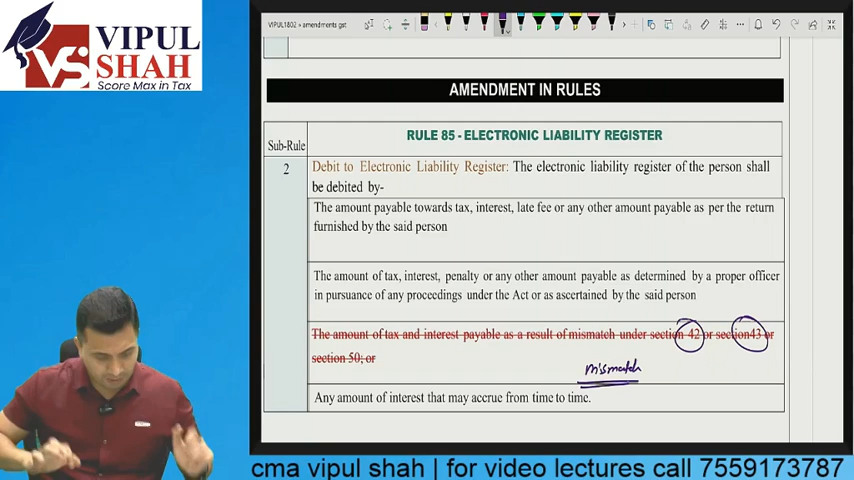 VIPUL
SHAH
Score Max in Tax
VS
VIPUL1802 + amendments gst
AMENDMENT IN RULES
Sub-Rule
RULE 85 - ELECTRONIC LIABILITY REGISTER
2
Debit to Electronic Liability Register: The electronic liability register of the person shall
be debited by-
The amount payable towards tax, interest, late fee or any other amount payable as per the return
furnished by the said person
The amount of tax, interest, penalty or any other amount payable as determined by a proper officer
in pursuance of any proceedings under the Act or as ascertained by the said person
The amount of tax and interest payable as a result of mismatch under section 42 or section43 or
section 50; or
mismatch
Any amount of interest that may accrue from time to time.
cma vipul shah | for video lectures call 7559173787